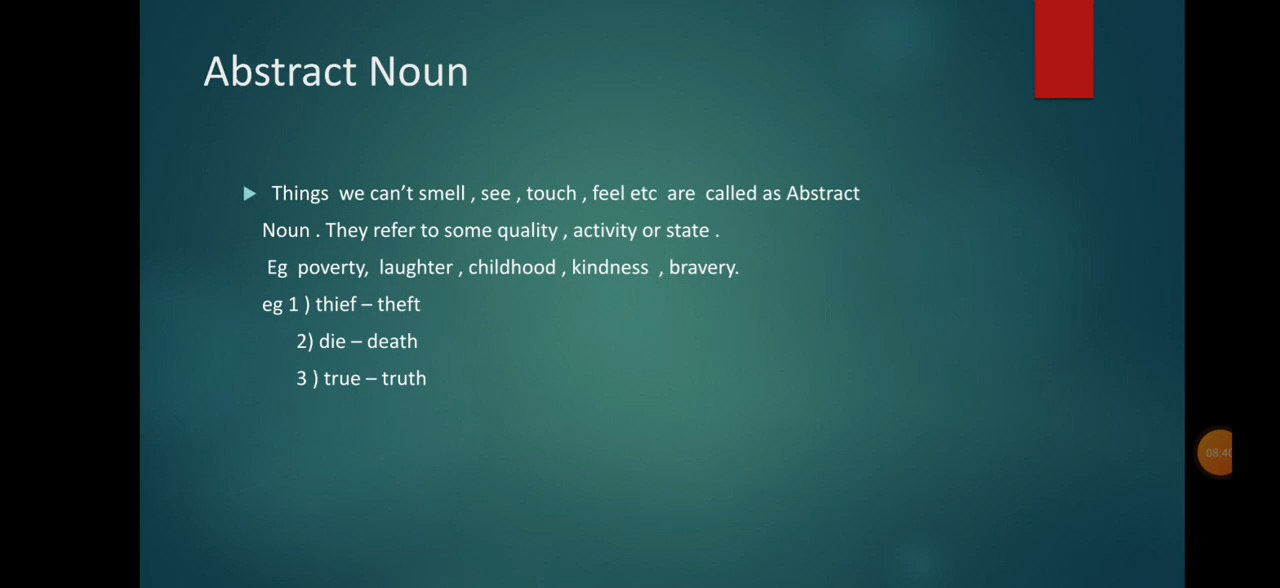 Abstract Noun
Things we can't smell , see , touch , feel etc are called as Abstract
Noun . They refer to some quality , activity or state .
Eg poverty, laughter , childhood , kindness , bravery.
eg 1 ) thief – theft
2) die – death
3 ) true – truth
08:40